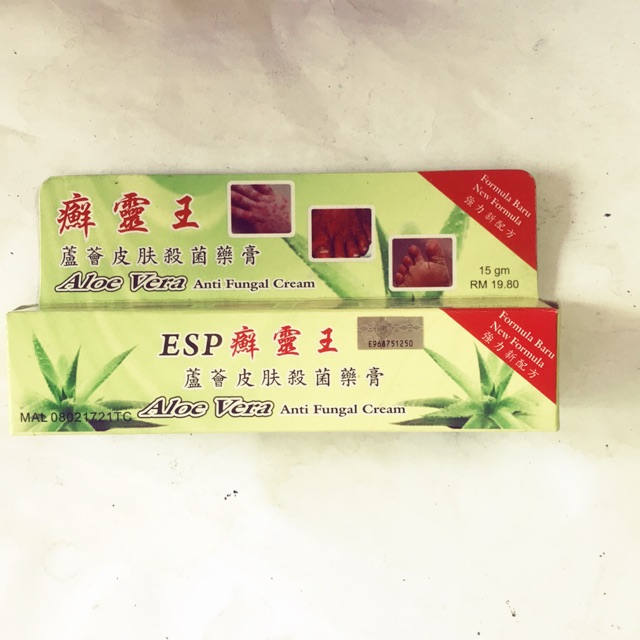 癬靈王
蘆薈皮肤殺菌藥膏
Aloe Vera Anti Fungal Cream
Formula Baru
New Formula
強力新配方
15 gm
RM 19.80
ESP 癬靈王
蘆薈皮肤殺菌藥膏
Aloe Vera Anti Fungal Cream
E968751250
Formula Baru
New Formula
強力新配方
MAL 08021721TC